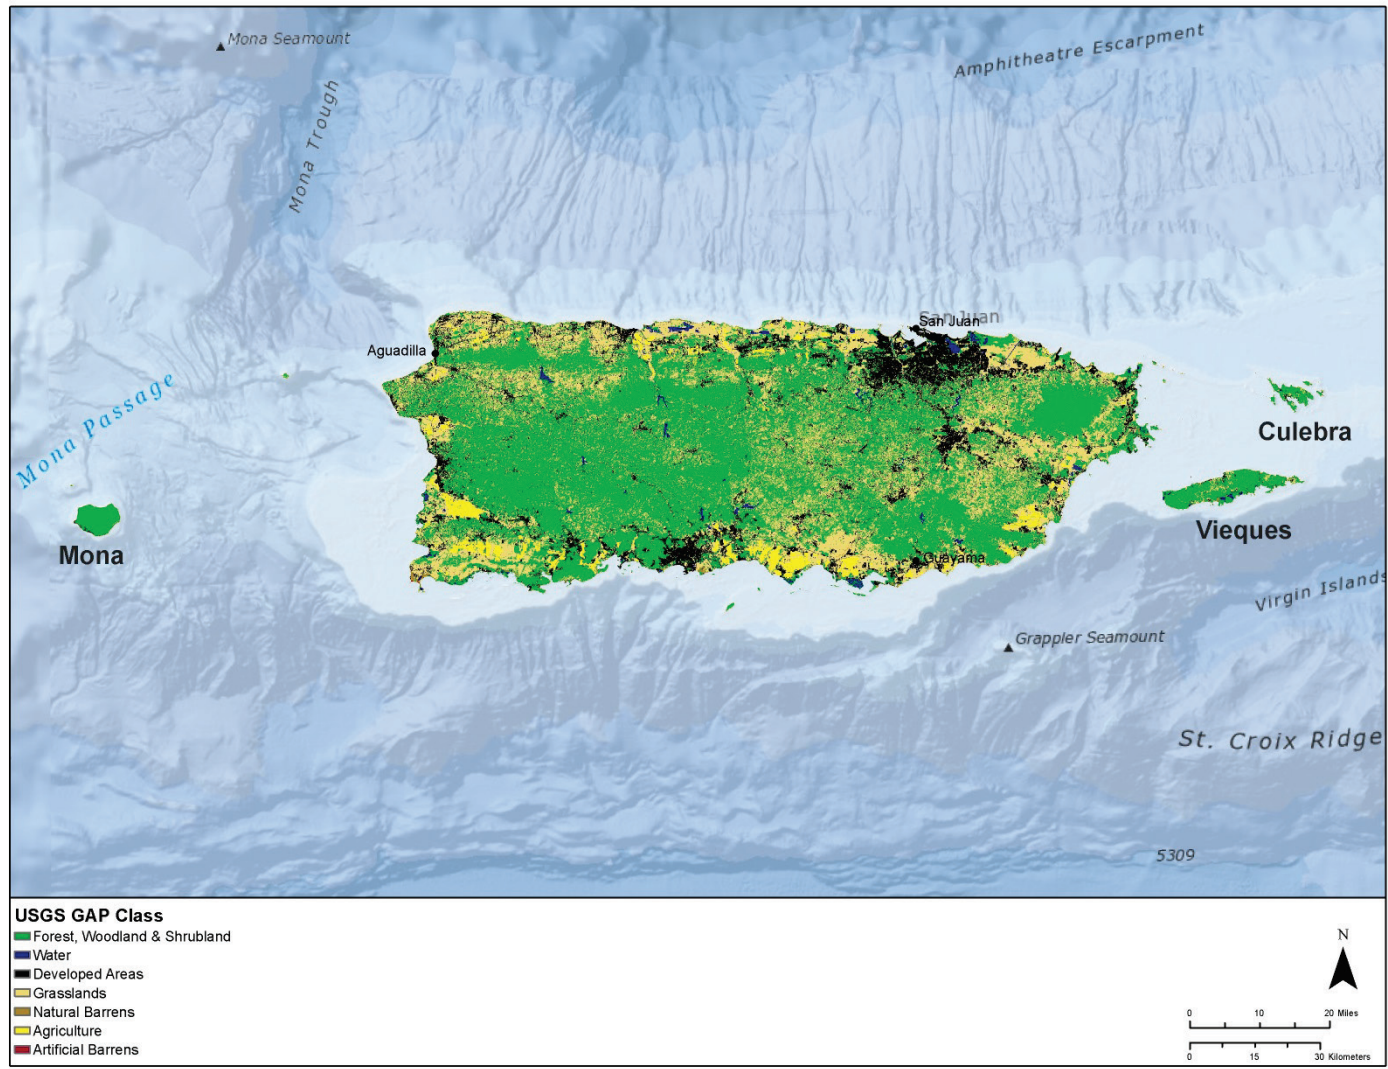 Mona Seamount
Amphitheatre Escarpment
Mona Trough
San Juan
San Juan
Aguadilla
Mona Passage
Culebra
Vieques
Mona
Guayama
Virgin Islands
Grappler Seamount
St. Croix Ridge
5309
USGS GAP Class
Forest, Woodland & Shrubland
Water
Developed Areas
Grasslands
Natural Barrens
Agriculture
Artificial Barrens
N
0 10 20 Miles
0 15 30 Kilometers